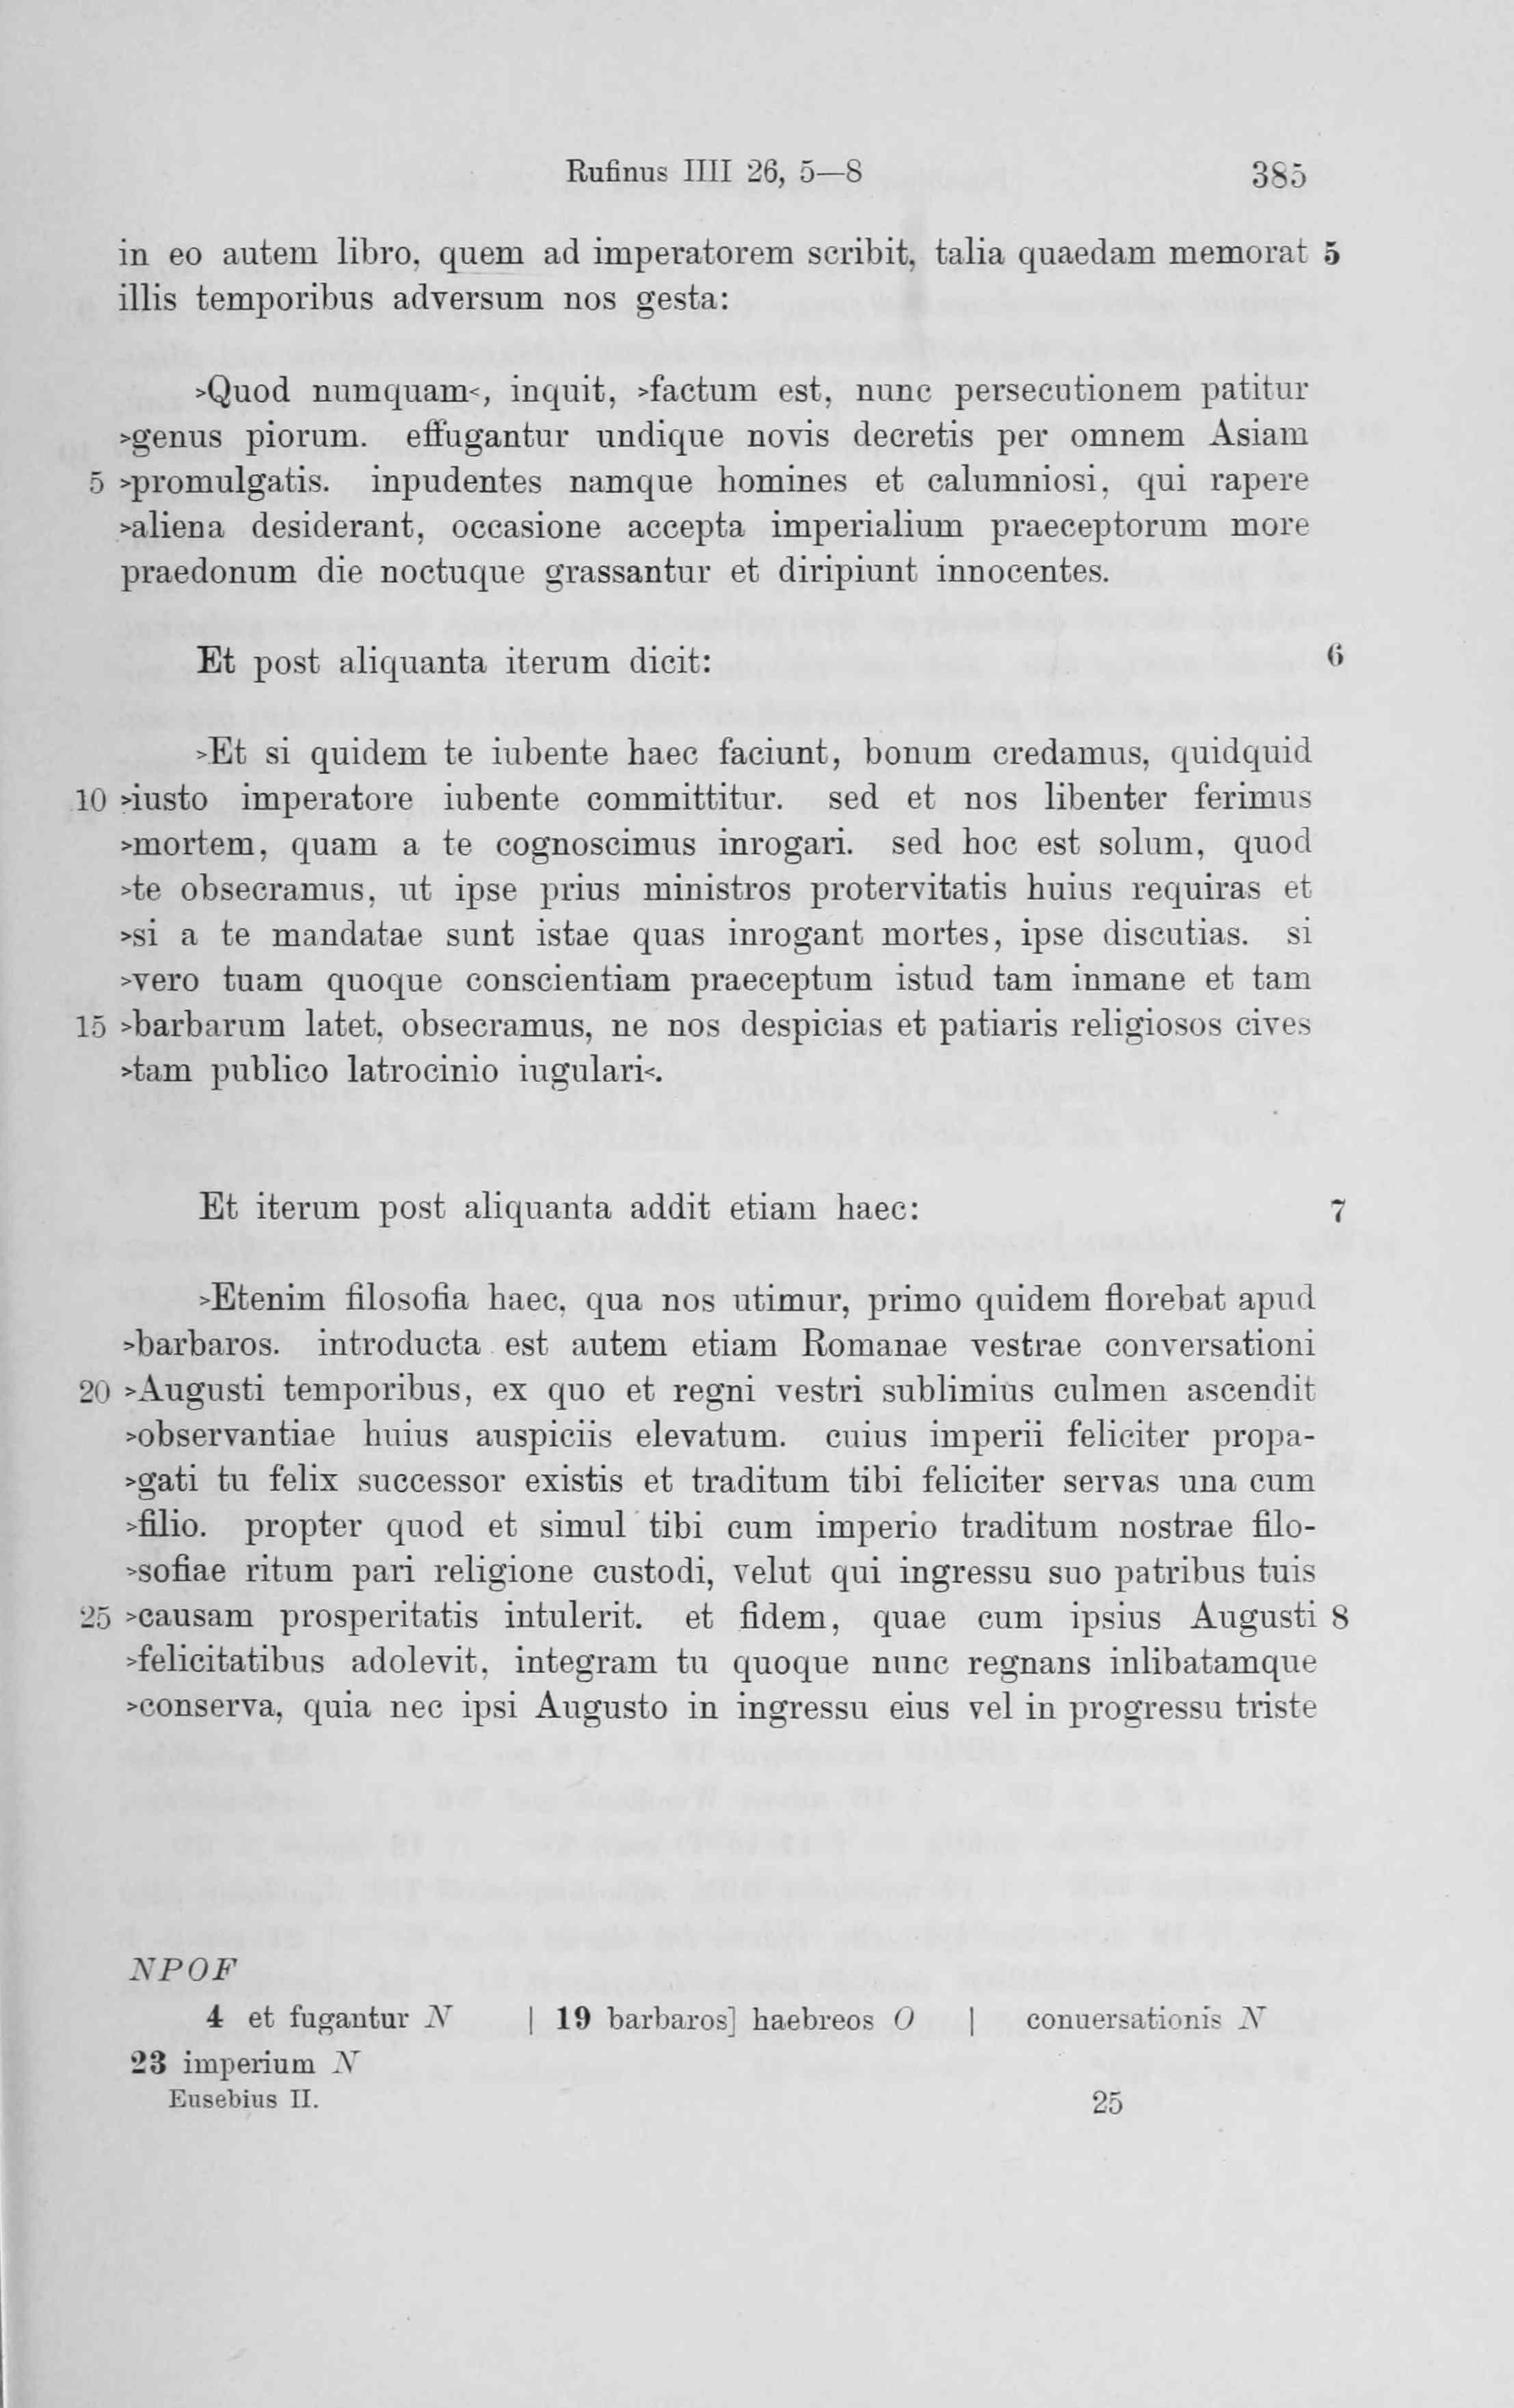 Rufinus IIII 26, 5—8 385
in eo autem libro, quem ad imperatorem scribit, talia quaedam memorat 5
illis temporibus adversum nos gesta:
>Quod numquam<, inquit, >factum est, nunc persecutionem patitur
>genus piorum. effugantur undique novis decretis per omnem Asiam
5 >promulgatis. inpudentes namque homines et calumniosi, qui rapere
>aliena desiderant, occasione accepta imperialium praeceptorum more
praedonum die noctuque grassantur et diripiunt innocentes.
Et post aliquanta iterum dicit: 6
>Et si quidem te iubente haec faciunt, bonum credamus, quidquid
10 >iusto imperatore iubente committitur. sed et nos libenter ferimus
>mortem, quam a te cognoscimus inrogari. sed hoc est solum, quod
>te obsecramus, ut ipse prius ministros protervitatis huius requiras et
>si a te mandatae sunt istae quas inrogant mortes, ipse discutias. si
>vero tuam quoque conscientiam praeceptum istud tam inmane et tam
15 >barbarum latet, obsecramus, ne nos despicias et patiaris religiosos cives
>tam publico latrocinio iugulari<.
Et iterum post aliquanta addit etiam haec: 7
>Etenim filosofia haec, qua nos utimur, primo quidem florebat apud
>barbaros. introducta est autem etiam Romanae vestrae conversationi
20 >Augusti temporibus, ex quo et regni vestri sublimius culmen ascendit
>observantiae huius auspiciis elevatum. cuius imperii feliciter propa-
>gati tu felix successor existis et traditum tibi feliciter servas una cum
>filio. propter quod et simul tibi cum imperio traditum nostrae filo-
>sofiae ritum pari religione custodi, velut qui ingressu suo patribus tuis
25 >causam prosperitatis intulerit. et fidem, quae cum ipsius Augusti 8
>felicitatibus adolevit, integram tu quoque nunc regnans inlibatamque
>conserva, quia nec ipsi Augusto in ingressu eius vel in progressu triste
NPOF
4 et fugantur N | 19 barbaros] haebreos O | conuersationis N
23 imperium N
Eusebius II. 25